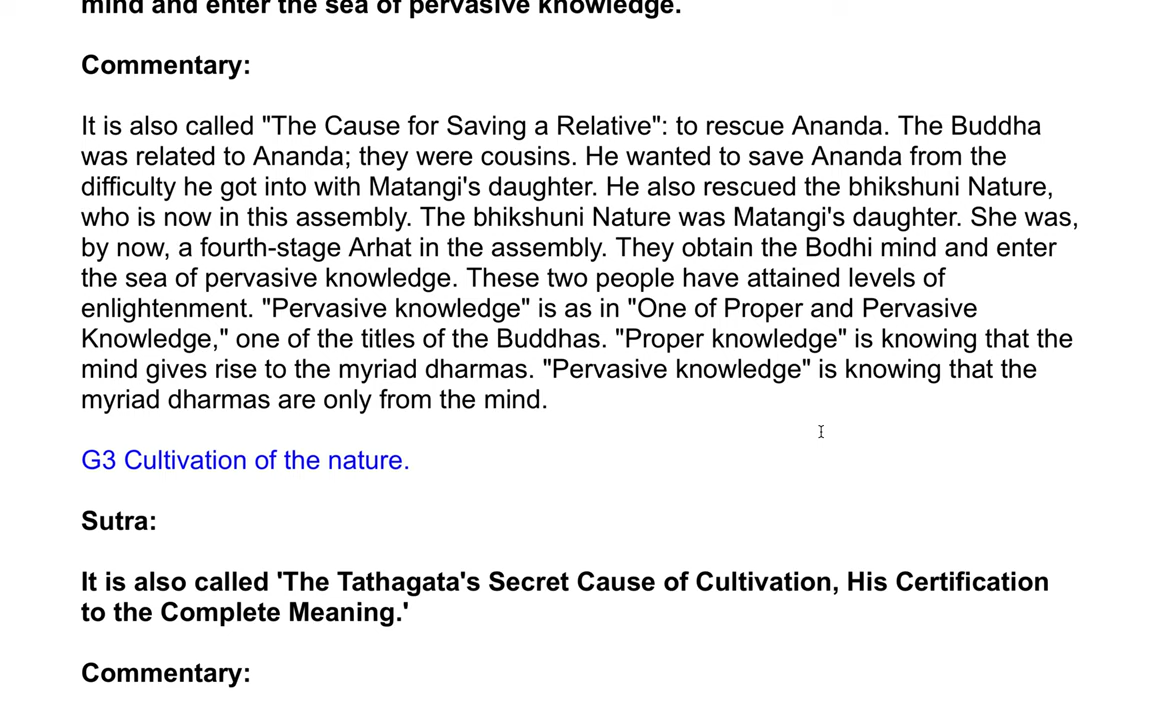 mind and enter the sea of pervasive knowledge.
Commentary:
It is also called "The Cause for Saving a Relative": to rescue Ananda. The Buddha
was related to Ananda; they were cousins. He wanted to save Ananda from the
difficulty he got into with Matangi's daughter. He also rescued the bhikshuni Nature,
who is now in this assembly. The bhikshuni Nature was Matangi's daughter. She was,
by now, a fourth-stage Arhat in the assembly. They obtain the Bodhi mind and enter
the sea of pervasive knowledge. These two people have attained levels of
enlightenment. "Pervasive knowledge" is as in "One of Proper and Pervasive
Knowledge," one of the titles of the Buddhas. "Proper knowledge" is knowing that the
mind gives rise to the myriad dharmas. "Pervasive knowledge" is knowing that the
myriad dharmas are only from the mind.
G3 Cultivation of the nature.
Sutra:
It is also called 'The Tathagata's Secret Cause of Cultivation, His Certification
to the Complete Meaning.'
Commentary: